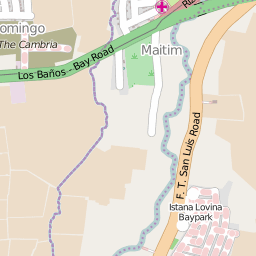 omingo
The Cambria
Maitim
Los Baños - Bay Road
F. T. San Luis Road
Istana Lovina
Baypark